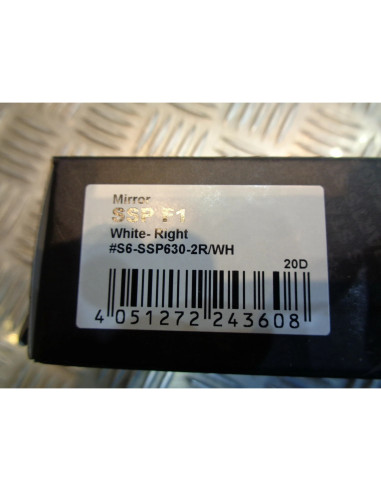 Mirror
SSP F1
White- Right
#S6-SSP630-2R/WH
20D
4 051272 243608